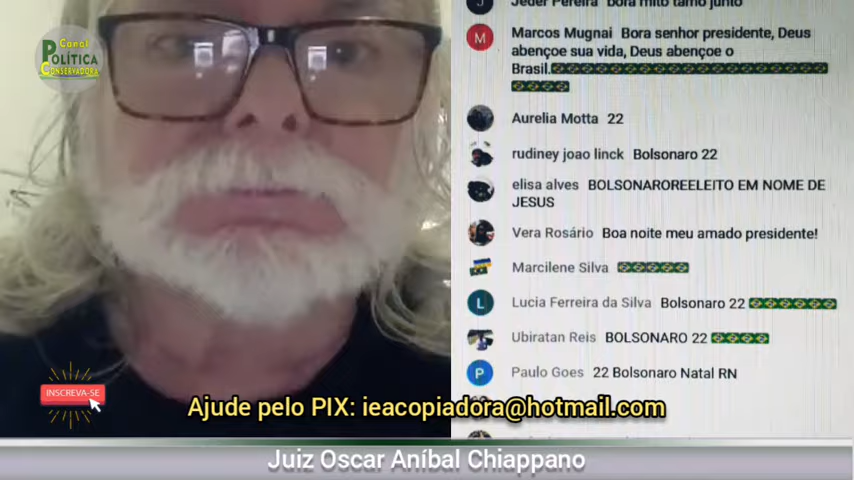 Canal
POLÍTICA
CONSERVADORA
Jeder Pereira bora mito tamo junto
M
Marcos Mugnai Bora senhor presidente, Deus
abençoe sua vida, Deus abençoe o
Brasil.
Aurelia Motta 22
rudiney joao linck Bolsonaro 22
elisa alves BOLSONAROREELEITO EM NOME DE
JESUS
Vera Rosário Boa noite meu amado presidente!
Marcilene Silva
L
Lucia Ferreira da Silva Bolsonaro 22
Ubiratan Reis BOLSONARO 22
P
Paulo Goes 22 Bolsonaro Natal RN
INSCREVA-SE
Ajude pelo PIX: ieacopiadora@hotmail.com
Juiz Oscar Aníbal Chiappano